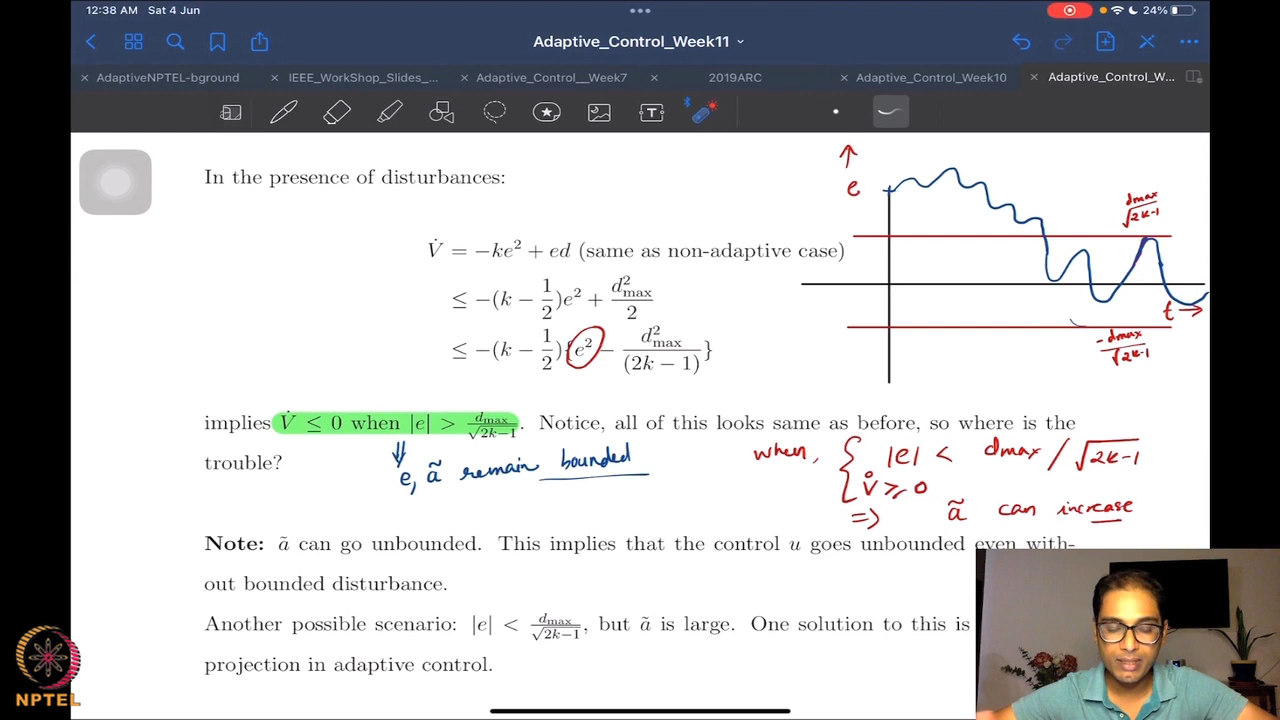 12:38 AM Sat 4 Jun
24%
Adaptive_Control_Week11
AdaptiveNPTEL-bground
IEEE_WorkShop_Slides_...
Adaptive_Control__Week7
2019ARC
Adaptive_Control_Week10
Adaptive_Control_W...
In the presence of disturbances:
V̇ = −ke² + ed (same as non-adaptive case)
≤ −(k − 1/2)e² + d²max/2
≤ −(k − 1/2){e² − d²max/(2k − 1)}
e
dmax/√2k-1
t →
-dmax/√2k-1
implies V̇ ≤ 0 when |e| > dmax/√2k−1. Notice, all of this looks same as before, so where is the
trouble?
e, ã remain bounded
when, |e| < dmax / √2k-1
V̇ ≥ 0
=> ã can increase
Note: ã can go unbounded. This implies that the control u goes unbounded even with-
out bounded disturbance.
Another possible scenario: |e| < dmax/√2k−1, but ã is large. One solution to this is
projection in adaptive control.
NPTEL